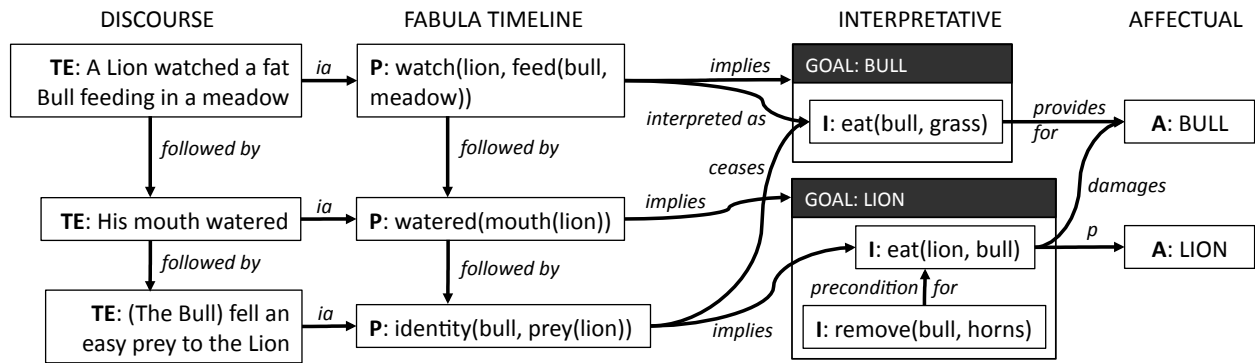 DISCOURSE
FABULA TIMELINE
INTERPRETATIVE
AFFECTUAL
TE: A Lion watched a fat
Bull feeding in a meadow
ia
P: watch(lion, feed(bull,
meadow))
implies
interpreted as
GOAL: BULL
I: eat(bull, grass)
provides
for
A: BULL
followed by
followed by
ceases
damages
TE: His mouth watered
ia
P: watered(mouth(lion))
implies
GOAL: LION
I: eat(lion, bull)
p
A: LION
followed by
followed by
precondition for
TE: (The Bull) fell an
easy prey to the Lion
ia
P: identity(bull, prey(lion))
implies
I: remove(bull, horns)